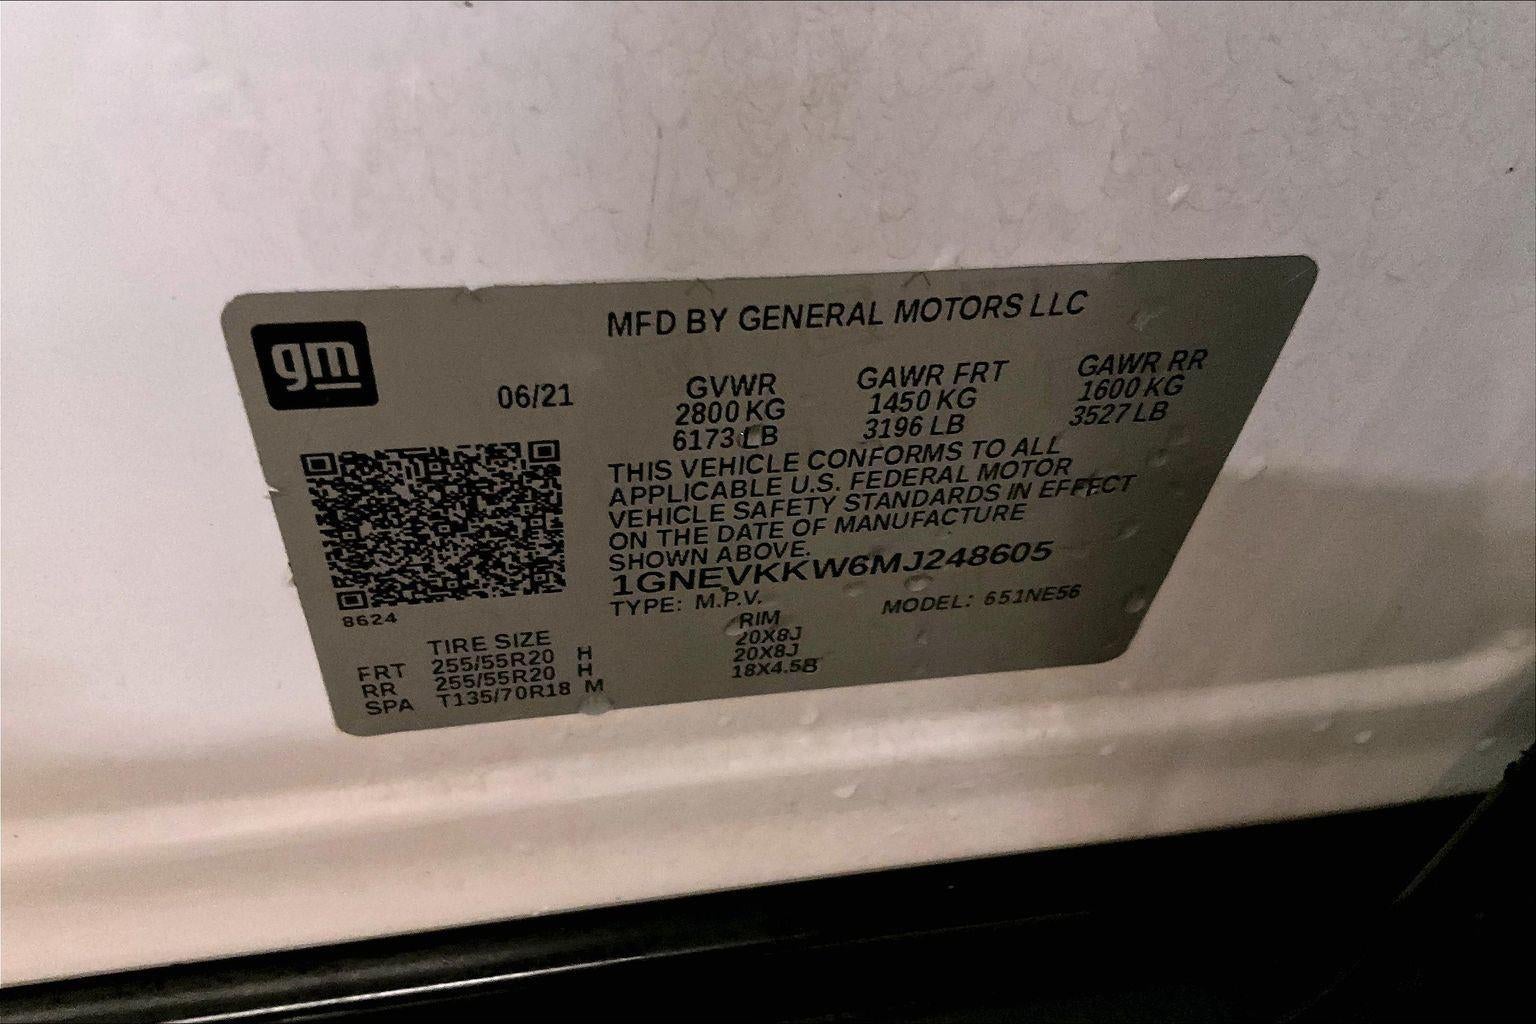 MFD BY GENERAL MOTORS LLC
gm
06/21
GVWR GAWR FRT GAWR RR
2800 KG 1450 KG 1600 KG
6173 LB 3196 LB 3527 LB
THIS VEHICLE CONFORMS TO ALL
APPLICABLE U.S. FEDERAL MOTOR
VEHICLE SAFETY STANDARDS IN EFFECT
ON THE DATE OF MANUFACTURE
SHOWN ABOVE.
1GNEVKKW6MJ248605
TYPE: M.P.V. MODEL: 651NE56
8624
TIRE SIZE RIM
FRT 255/55R20 H 20X8J
RR 255/55R20 H 20X8J
SPA T135/70R18 M 18X4.5B